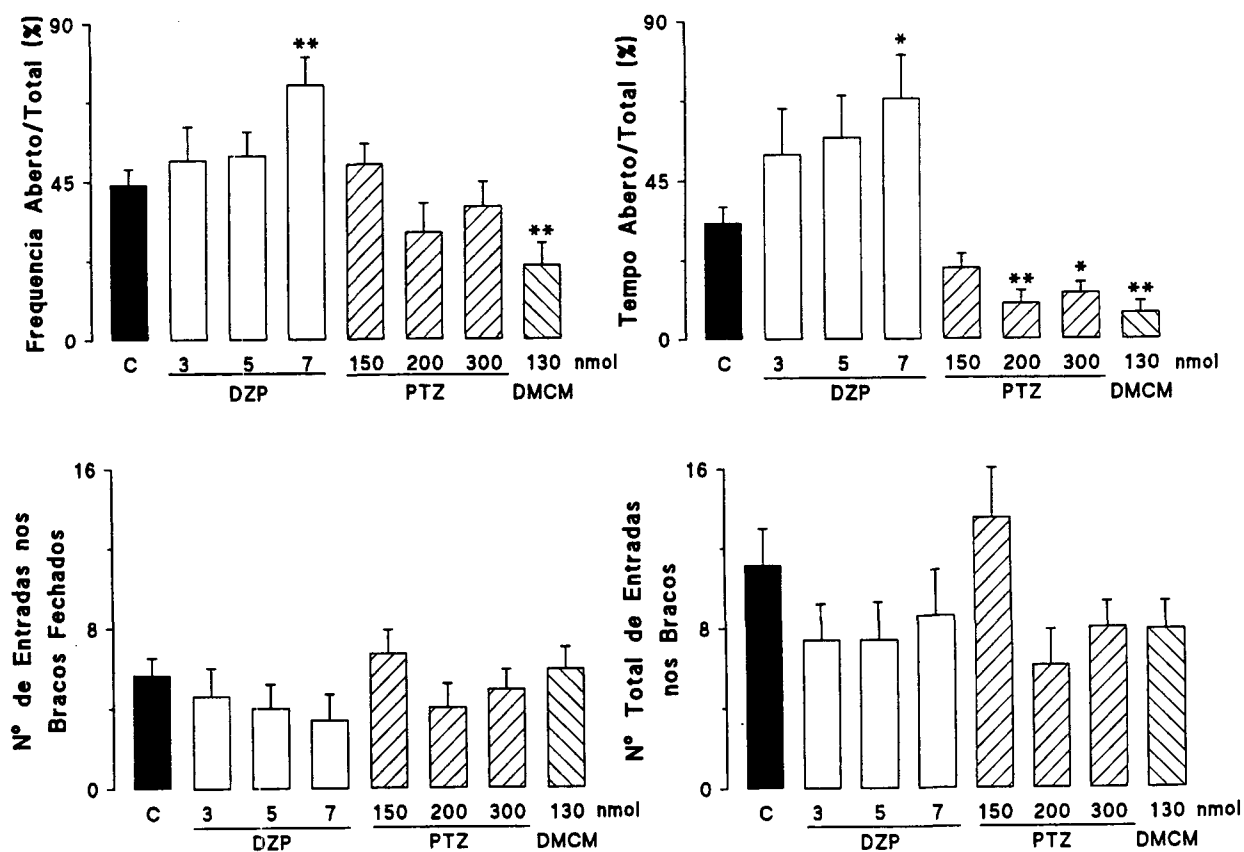 Frequencia Aberto/Total (%)
90
45
0
**
**
C 3 5 7 150 200 300 130 nmol
DZP PTZ DMCM
Tempo Aberto/Total (%)
90
45
0
*
**
*
**
C 3 5 7 150 200 300 130 nmol
DZP PTZ DMCM
Nº de Entradas nos
Bracos Fechados
16
8
0
C 3 5 7 150 200 300 130 nmol
DZP PTZ DMCM
Nº Total de Entradas
nos Bracos
16
8
0
C 3 5 7 150 200 300 130 nmol
DZP PTZ DMCM